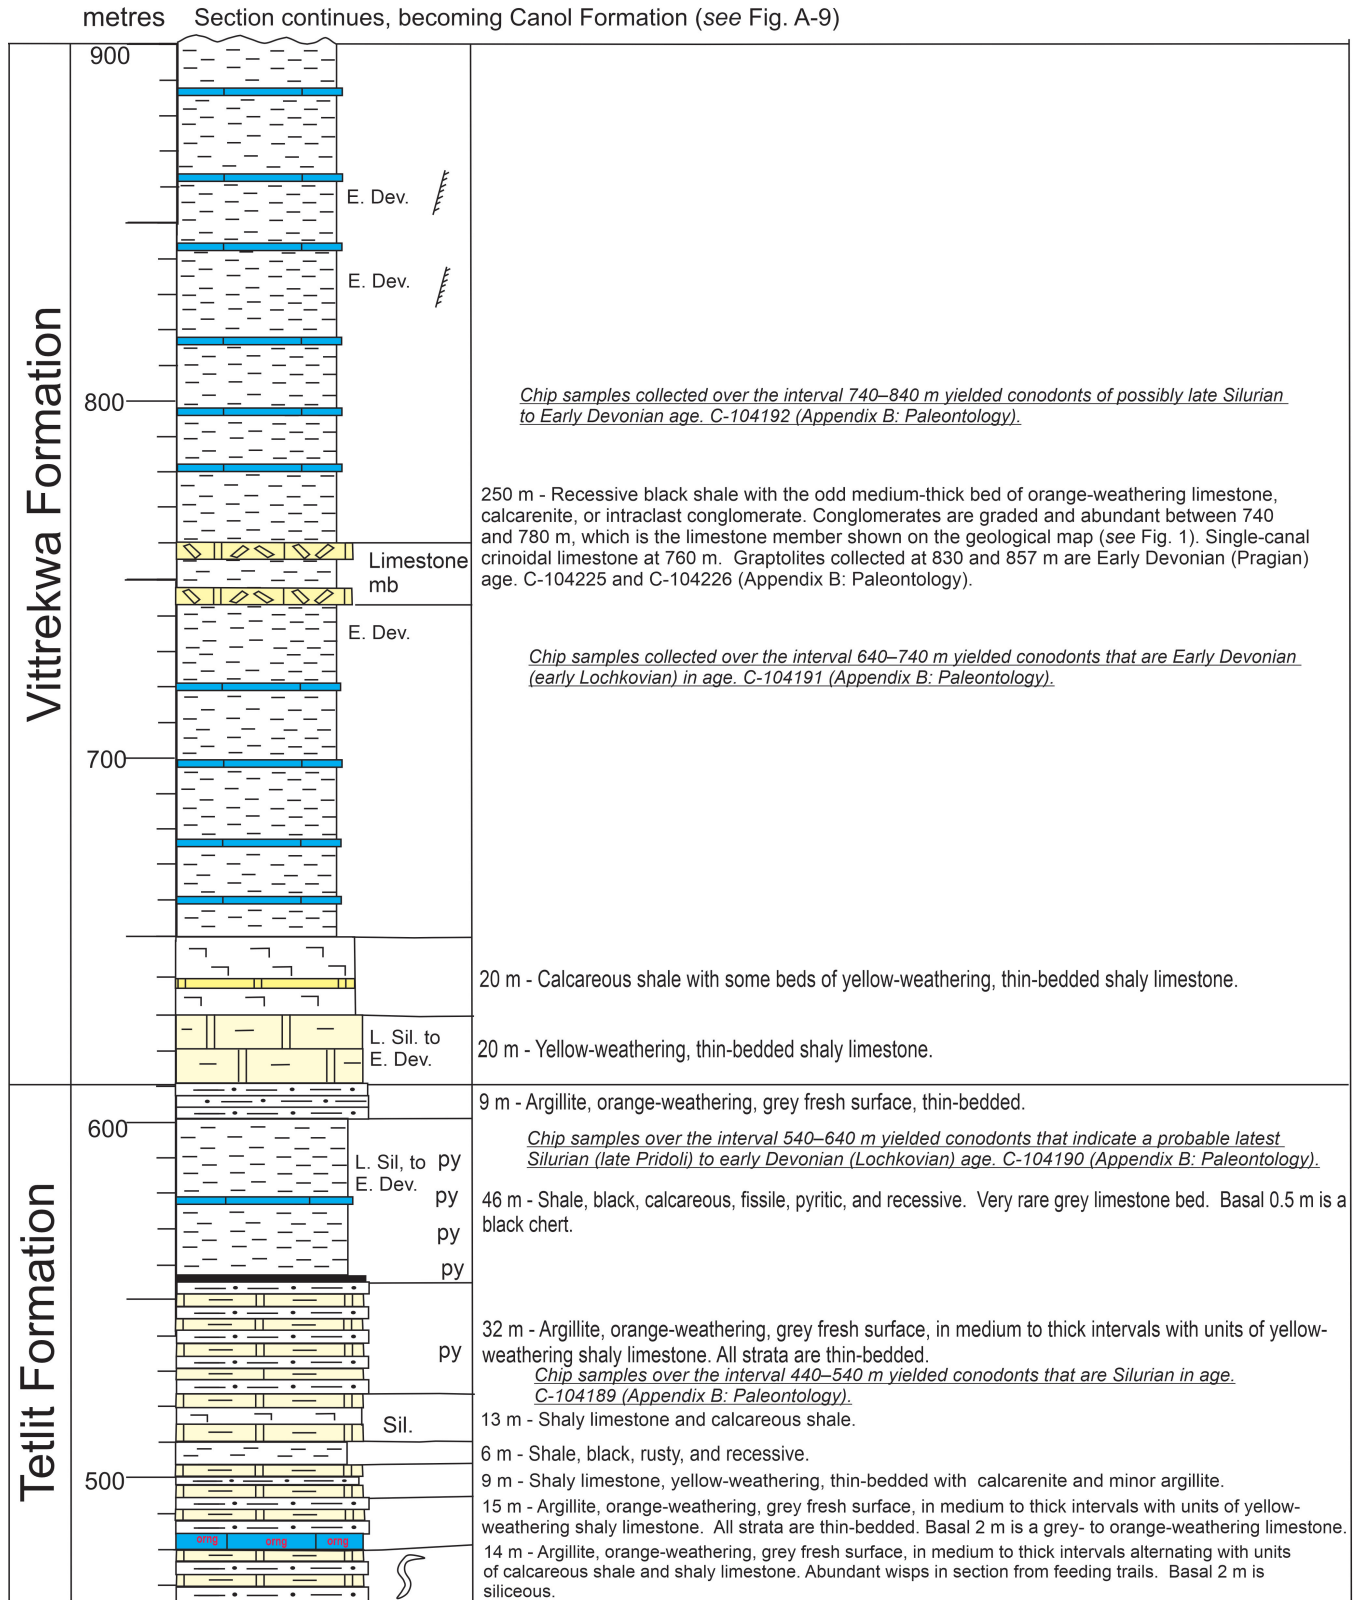 metres Section continues, becoming Canol Formation (see Fig. A-9)
900
E. Dev.
E. Dev.
Chip samples collected over the interval 740–840 m yielded conodonts of possibly late Silurian
to Early Devonian age. C-104192 (Appendix B: Paleontology).
800
Vittrekwa Formation
250 m - Recessive black shale with the odd medium-thick bed of orange-weathering limestone,
calcarenite, or intraclast conglomerate. Conglomerates are graded and abundant between 740
and 780 m, which is the limestone member shown on the geological map (see Fig. 1). Single-canal
crinoidal limestone at 760 m. Graptolites collected at 830 and 857 m are Early Devonian (Pragian)
age. C-104225 and C-104226 (Appendix B: Paleontology).
Limestone
mb
E. Dev.
Chip samples collected over the interval 640–740 m yielded conodonts that are Early Devonian
(early Lochkovian) in age. C-104191 (Appendix B: Paleontology).
700
20 m - Calcareous shale with some beds of yellow-weathering, thin-bedded shaly limestone.
L. Sil. to
E. Dev.
20 m - Yellow-weathering, thin-bedded shaly limestone.
9 m - Argillite, orange-weathering, grey fresh surface, thin-bedded.
600
Chip samples over the interval 540–640 m yielded conodonts that indicate a probable latest
Silurian (late Pridoli) to early Devonian (Lochkovian) age. C-104190 (Appendix B: Paleontology).
L. Sil, to
E. Dev.
py
py
py
py
46 m - Shale, black, calcareous, fissile, pyritic, and recessive. Very rare grey limestone bed. Basal 0.5 m is a
black chert.
Tetlit Formation
32 m - Argillite, orange-weathering, grey fresh surface, in medium to thick intervals with units of yellow-
weathering shaly limestone. All strata are thin-bedded.
py
Chip samples over the interval 440–540 m yielded conodonts that are Silurian in age.
C-104189 (Appendix B: Paleontology).
Sil.
13 m - Shaly limestone and calcareous shale.
6 m - Shale, black, rusty, and recessive.
500
9 m - Shaly limestone, yellow-weathering, thin-bedded with calcarenite and minor argillite.
15 m - Argillite, orange-weathering, grey fresh surface, in medium to thick intervals with units of yellow-
weathering shaly limestone. All strata are thin-bedded. Basal 2 m is a grey- to orange-weathering limestone.
orng orng orng
14 m - Argillite, orange-weathering, grey fresh surface, in medium to thick intervals alternating with units
of calcareous shale and shaly limestone. Abundant wisps in section from feeding trails. Basal 2 m is
siliceous.